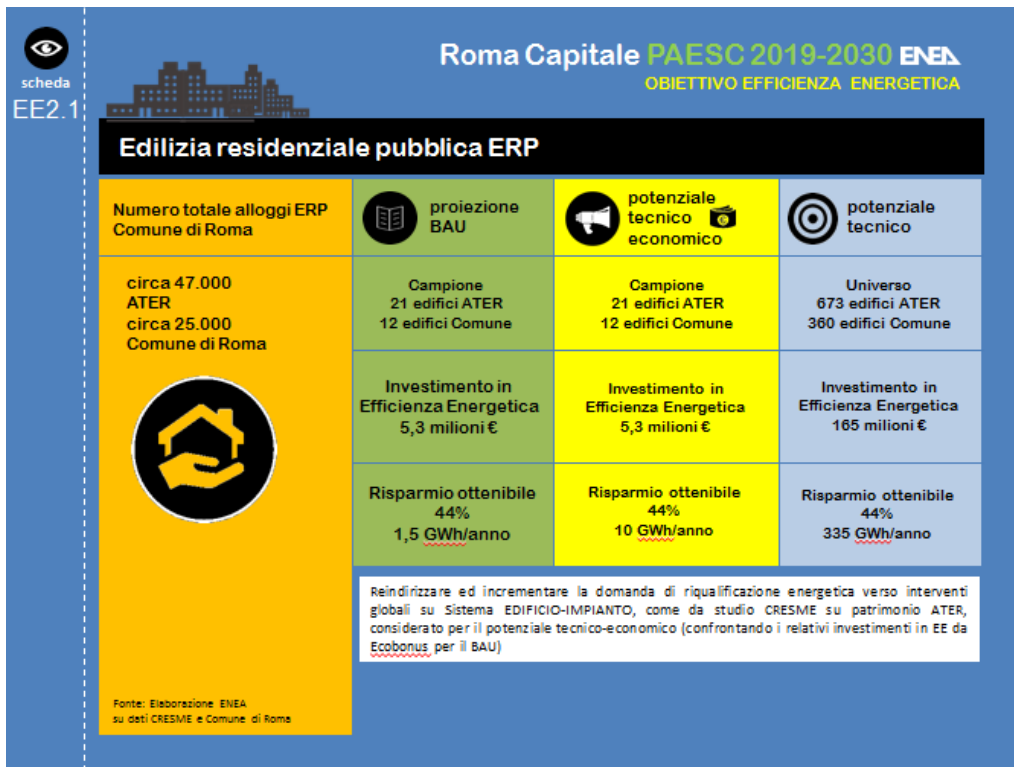 scheda
EE2.1
Roma Capitale PAESC 2019-2030 ENEA
OBIETTIVO EFFICIENZA ENERGETICA
Edilizia residenziale pubblica ERP
Numero totale alloggi ERP
Comune di Roma
proiezione
BAU
potenziale
tecnico
economico
potenziale
tecnico
circa 47.000
ATER
circa 25.000
Comune di Roma
Campione
21 edifici ATER
12 edifici Comune
Campione
21 edifici ATER
12 edifici Comune
Universo
673 edifici ATER
360 edifici Comune
Investimento in
Efficienza Energetica
5,3 milioni €
Investimento in
Efficienza Energetica
5,3 milioni €
Investimento in
Efficienza Energetica
165 milioni €
Risparmio ottenibile
44%
1,5 GWh/anno
Risparmio ottenibile
44%
10 GWh/anno
Risparmio ottenibile
44%
335 GWh/anno
Reindirizzare ed incrementare la domanda di riqualificazione energetica verso interventi
globali su Sistema EDIFICIO-IMPIANTO, come da studio CRESME su patrimonio ATER,
considerato per il potenziale tecnico-economico (confrontando i relativi investimenti in EE da
Ecobonus per il BAU)
Fonte: Elaborazione ENEA
su dati CRESME e Comune di Roma